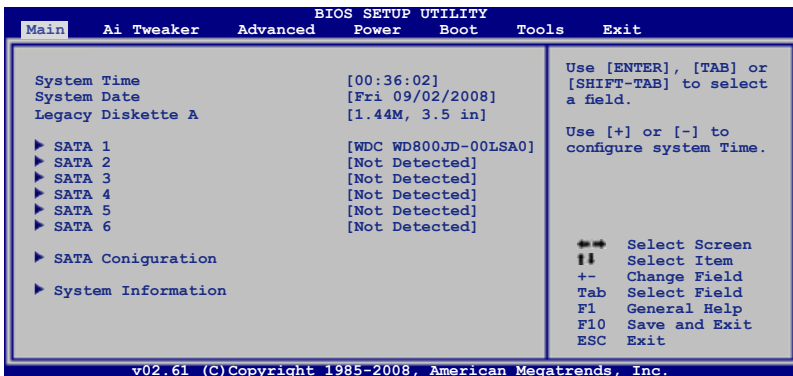 BIOS SETUP UTILITY
Main Ai Tweaker Advanced Power Boot Tools Exit
System Time [00:36:02]
System Date [Fri 09/02/2008]
Legacy Diskette A [1.44M, 3.5 in]
SATA 1 [WDC WD800JD-00LSA0]
SATA 2 [Not Detected]
SATA 3 [Not Detected]
SATA 4 [Not Detected]
SATA 5 [Not Detected]
SATA 6 [Not Detected]
SATA Coniguration
System Information
Use [ENTER], [TAB] or
[SHIFT-TAB] to select
a field.
Use [+] or [-] to
configure system Time.
Select Screen
Select Item
+- Change Field
Tab Select Field
F1 General Help
F10 Save and Exit
ESC Exit
v02.61 (C)Copyright 1985-2008, American Megatrends, Inc.